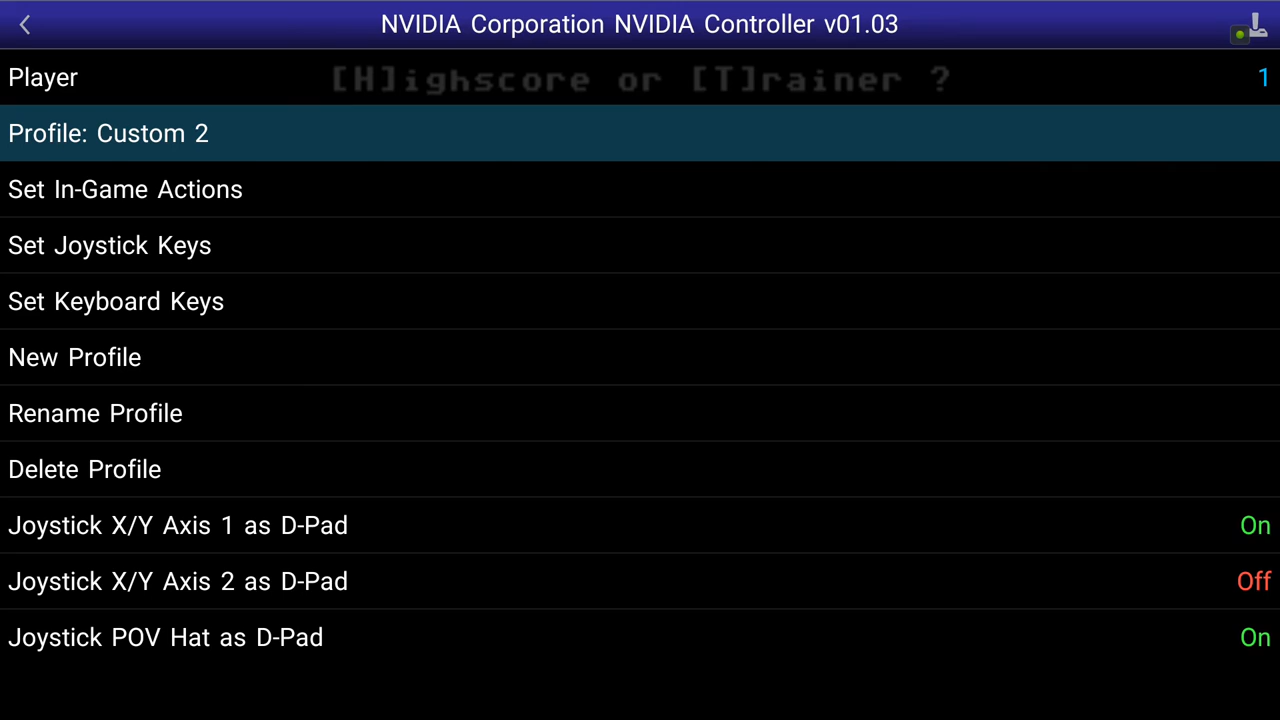 NVIDIA Corporation NVIDIA Controller v01.03
Player 1
[H]ighscore or [T]rainer ?
Profile: Custom 2
Set In-Game Actions
Set Joystick Keys
Set Keyboard Keys
New Profile
Rename Profile
Delete Profile
Joystick X/Y Axis 1 as D-Pad On
Joystick X/Y Axis 2 as D-Pad Off
Joystick POV Hat as D-Pad On